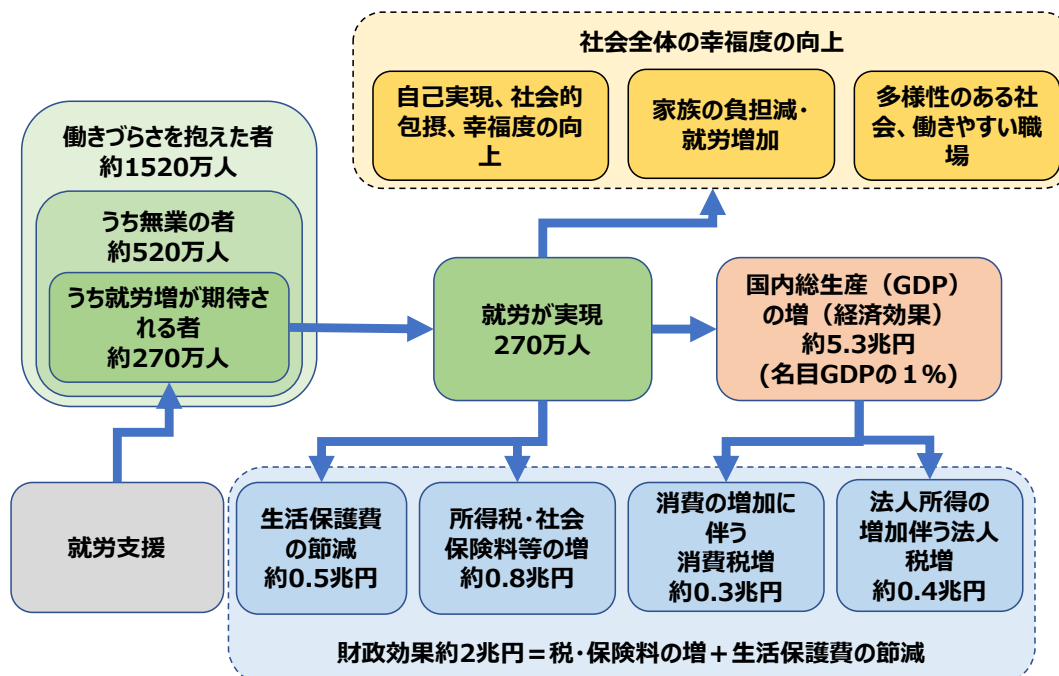 社会全体の幸福度の向上
自己実現、社会的
包摂、幸福度の向
上
家族の負担減・
就労増加
多様性のある社
会、働きやすい職
場
働きづらさを抱えた者
約1520万人
うち無業の者
約520万人
うち就労増が期待さ
れる者
約270万人
就労が実現
270万人
国内総生産（GDP）
の増（経済効果）
約5.3兆円
(名目GDPの１%)
就労支援
生活保護費
の節減
約0.5兆円
所得税・社会
保険料等の増
約0.8兆円
消費の増加に
伴う
消費税増
約0.3兆円
法人所得の
増加伴う法人
税増
約0.4兆円
財政効果約2兆円＝税・保険料の増＋生活保護費の節減